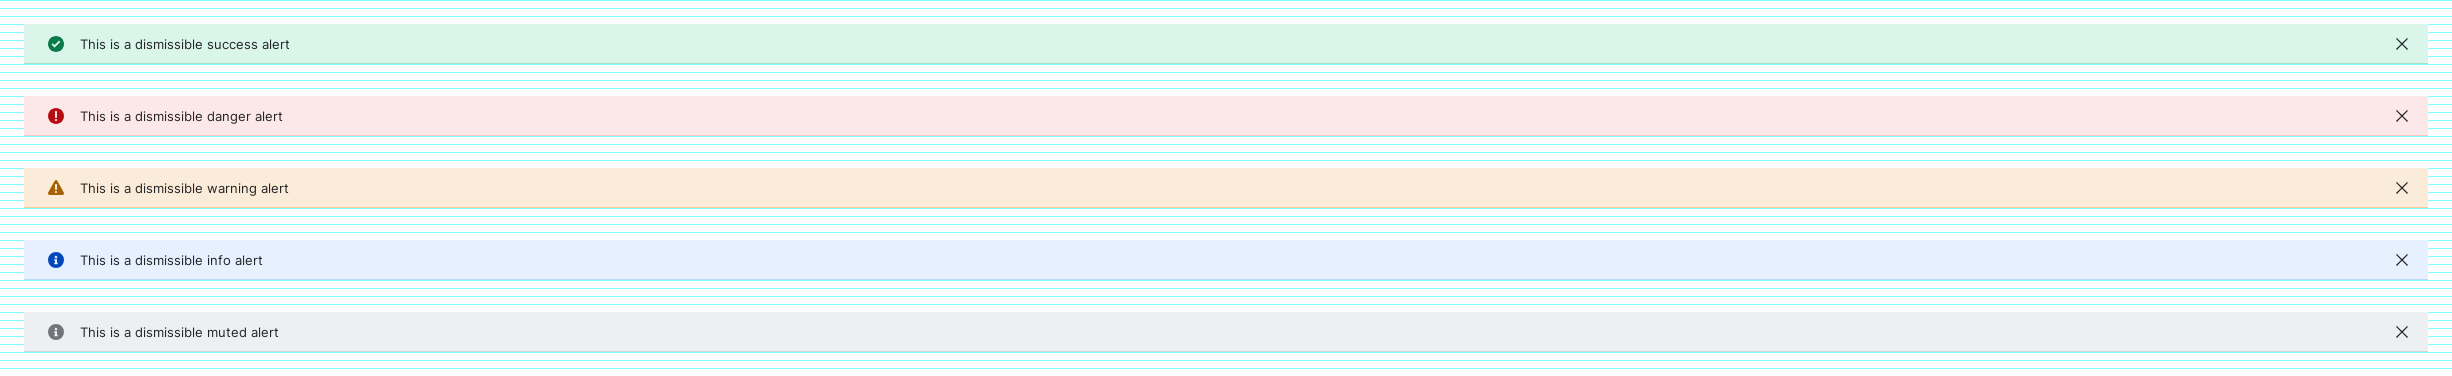 This is a dismissible success alert
This is a dismissible danger alert
This is a dismissible warning alert
This is a dismissible info alert
This is a dismissible muted alert